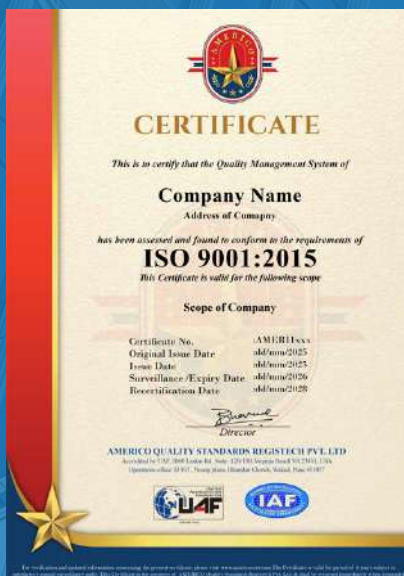 AMERICO
CERTIFICATE
This is to certify that the Quality Management System of
Company Name
Address of Comapny
has been assessed and found to conform to the requirements of
ISO 9001:2015
This Certificate is valid for the following scope
Scope of Company
Certificate No. :AMERI1xxx
Original Issue Date :dd/mm/2025
Issue Date :dd/mm/2025
Surveillance /Expiry Date :dd/mm/2026
Recertification Date :dd/mm/2028
Director
AMERICO QUALITY STANDARDS REGISTECH PVT. LTD
UAF
IAF